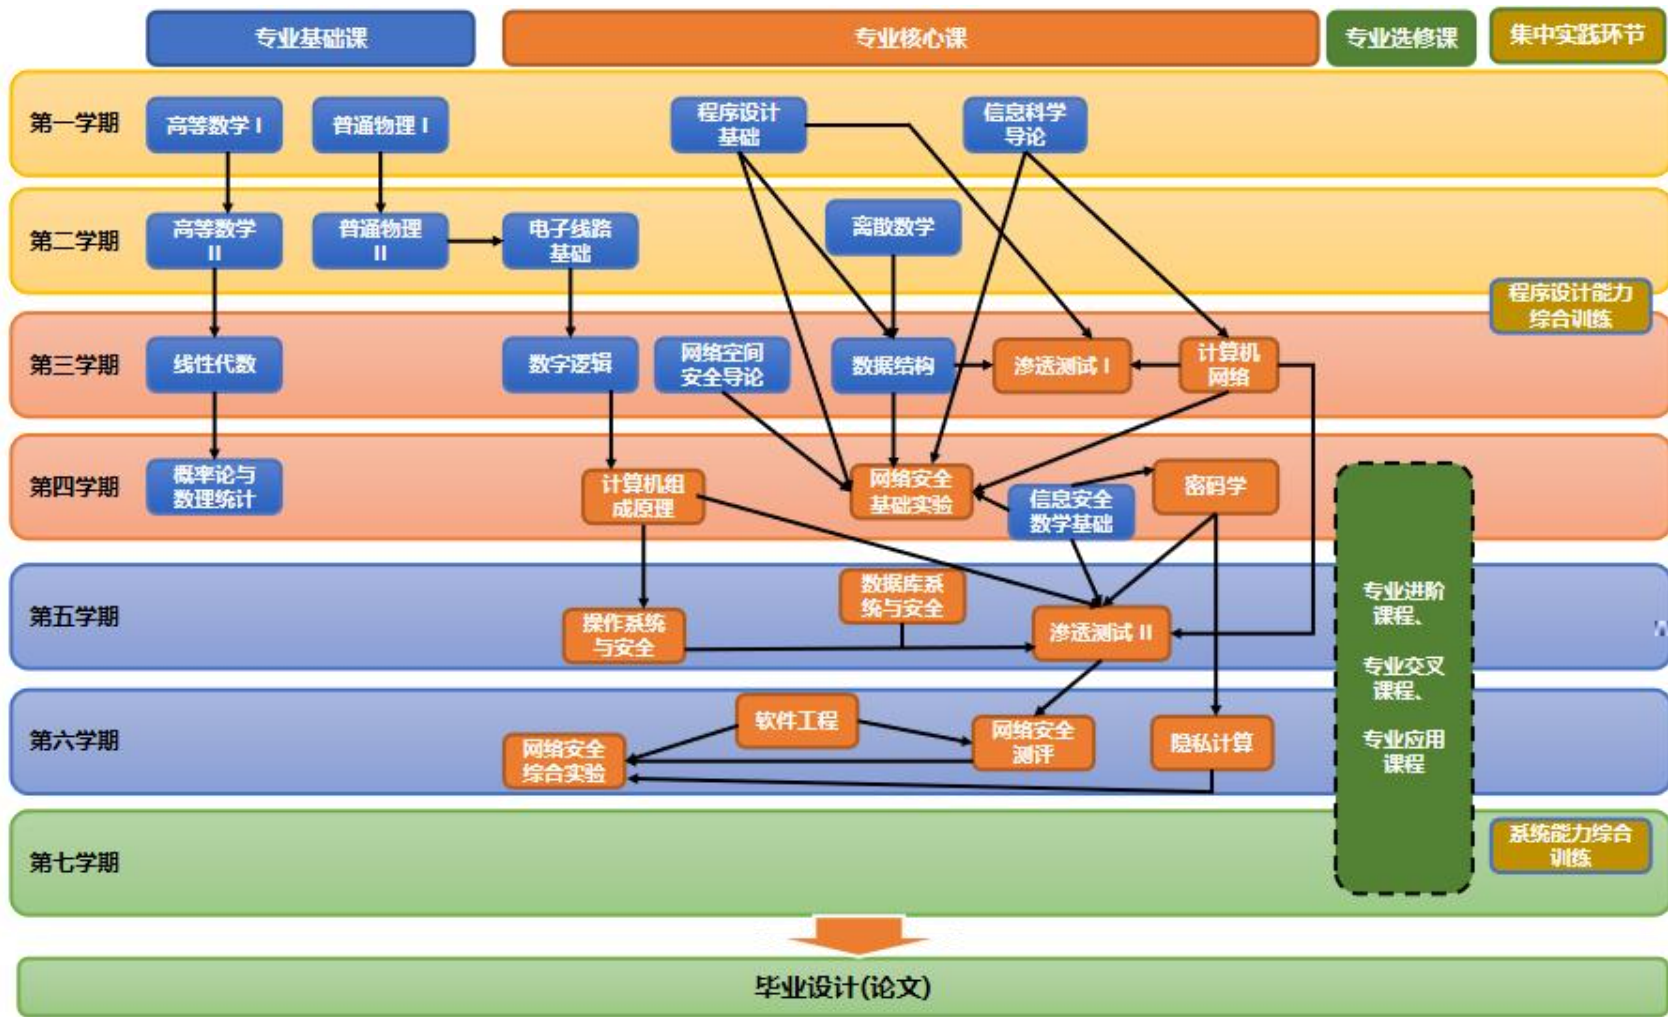 专业基础课
专业核心课
专业选修课
集中实践环节
第一学期
高等数学 I
普通物理 I
程序设计
基础
信息科学
导论
第二学期
高等数学
II
普通物理
II
电子线路
基础
离散数学
程序设计能力
综合训练
第三学期
线性代数
数字逻辑
网络空间
安全导论
数据结构
渗透测试 I
计算机
网络
第四学期
概率论与
数理统计
计算机组
成原理
网络安全
基础实验
信息安全
数学基础
密码学
第五学期
操作系统
与安全
数据库系
统与安全
渗透测试 II
专业进阶
课程、
专业交叉
课程、
专业应用
课程
第六学期
网络安全
综合实验
软件工程
网络安全
测评
隐私计算
第七学期
系统能力综合
训练
毕业设计(论文)